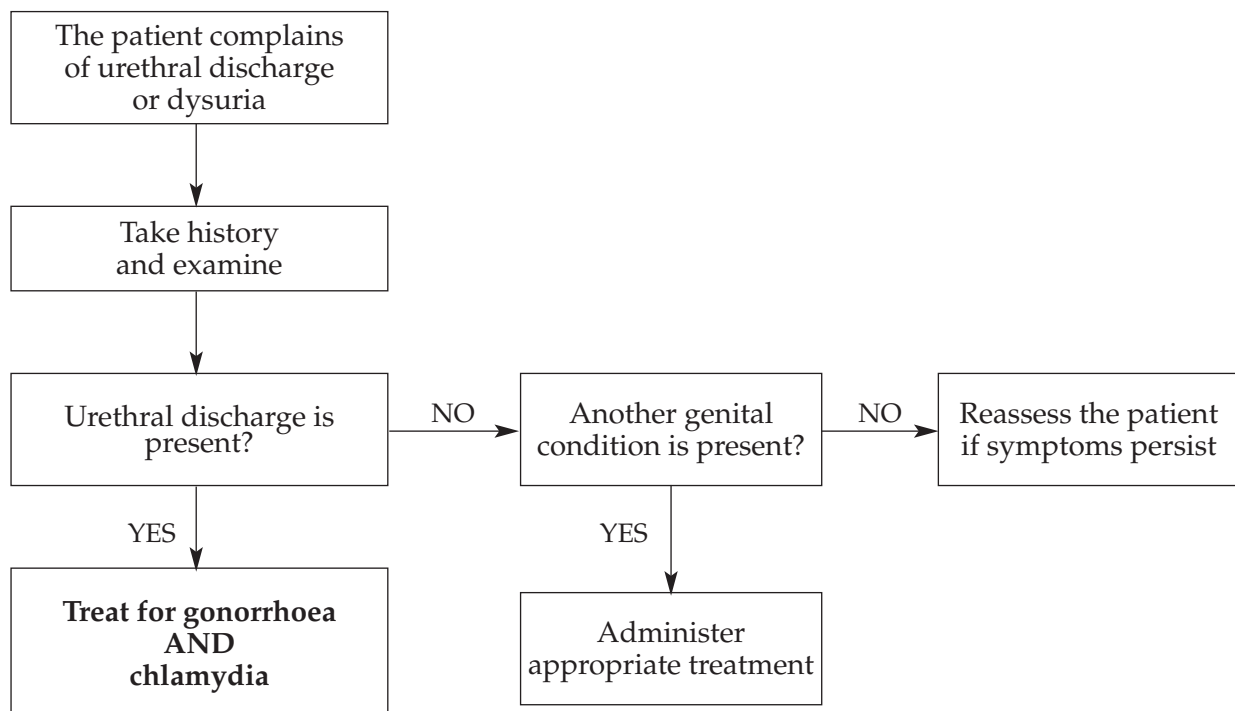 The patient complains
of urethral discharge
or dysuria
Take history
and examine
Urethral discharge is
present?
NO
Another genital
condition is present?
NO
Reassess the patient
if symptoms persist
YES
YES
Treat for gonorrhoea
AND
chlamydia
Administer
appropriate treatment